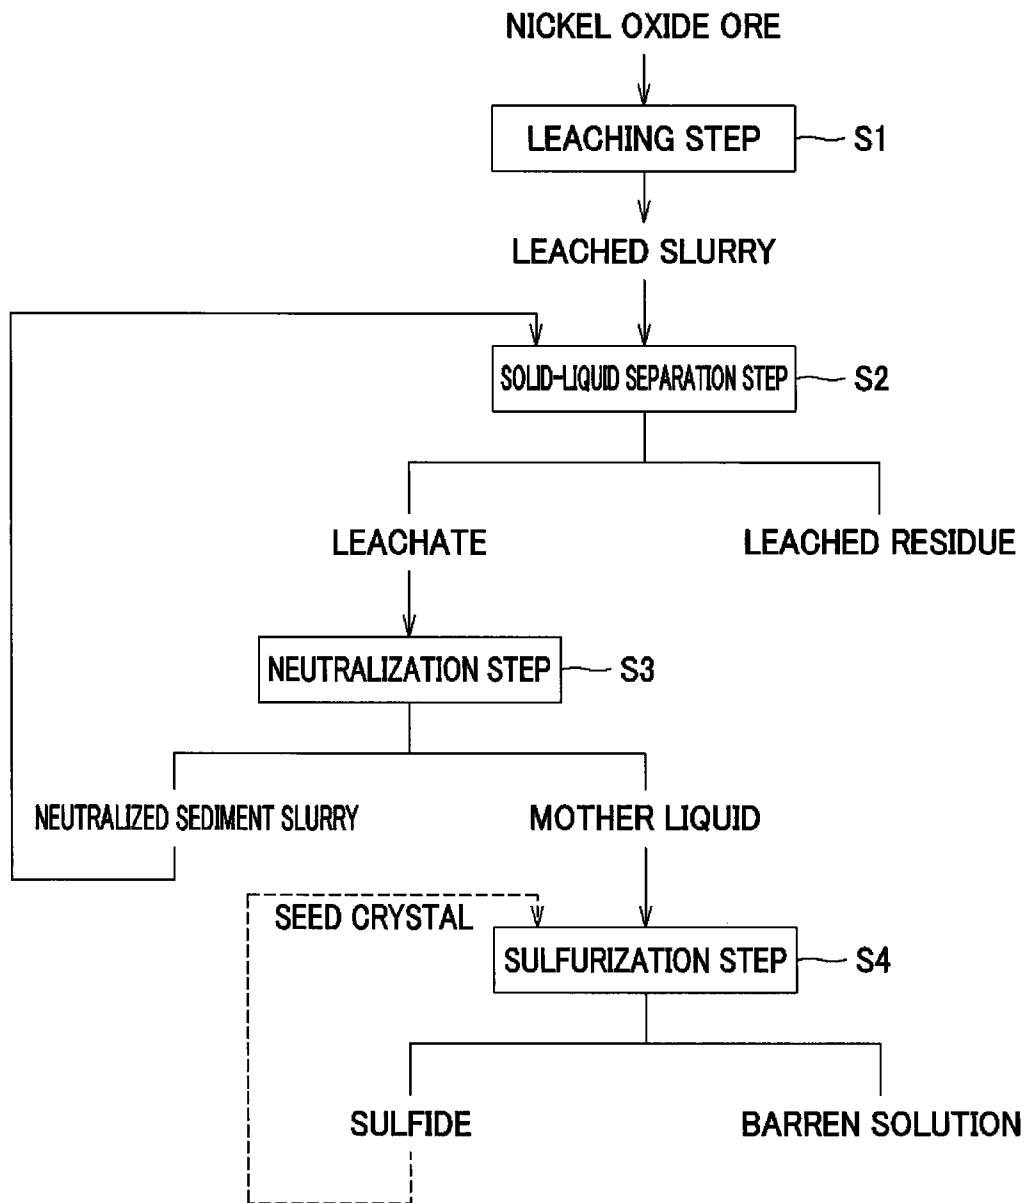 NICKEL OXIDE ORE
LEACHING STEP
S1
LEACHED SLURRY
SOLID-LIQUID SEPARATION STEP
S2
LEACHATE
LEACHED RESIDUE
NEUTRALIZATION STEP
S3
NEUTRALIZED SEDIMENT SLURRY
MOTHER LIQUID
SEED CRYSTAL
SULFURIZATION STEP
S4
SULFIDE
BARREN SOLUTION